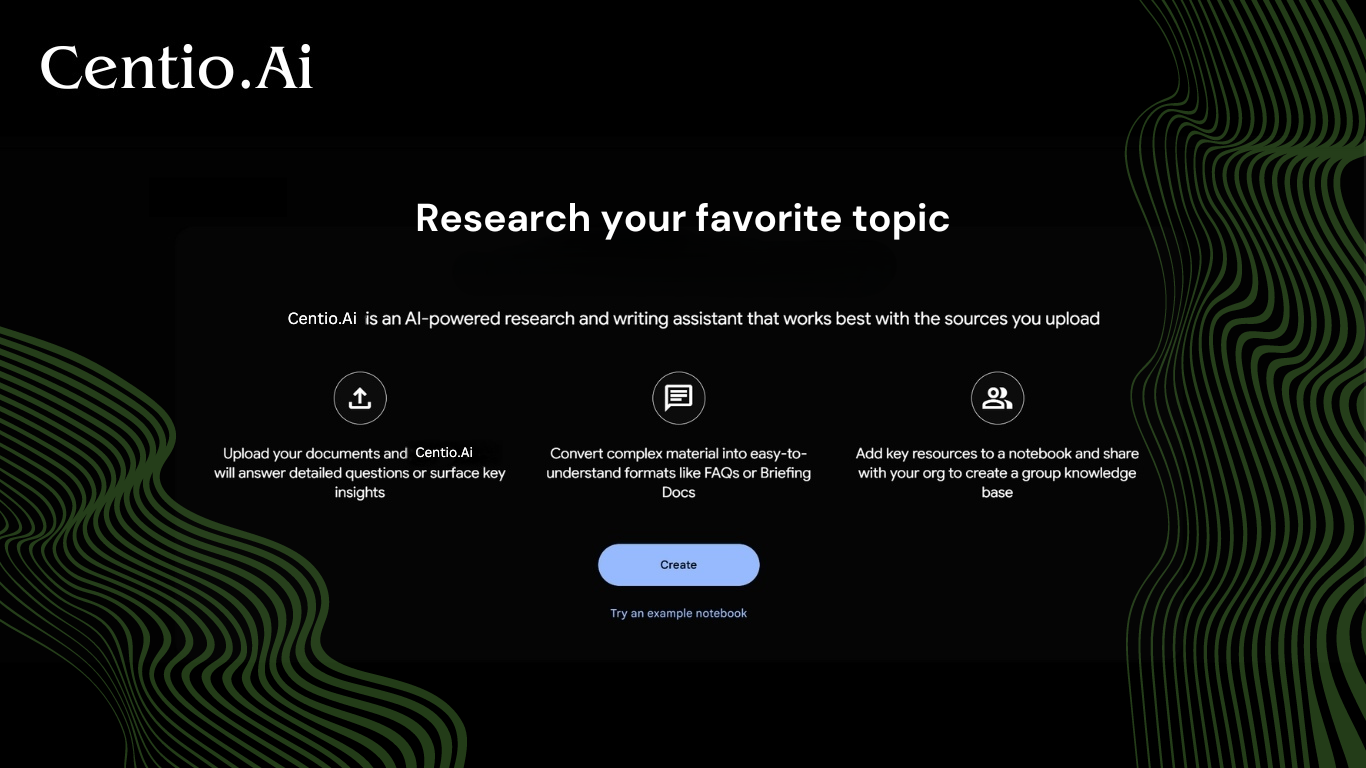 Centio.Ai
Research your favorite topic
Centio.Ai is an AI-powered research and writing assistant that works best with the sources you upload
Upload your documents and Centio.Ai
will answer detailed questions or surface key
insights
Convert complex material into easy-to-
understand formats like FAQs or Briefing
Docs
Add key resources to a notebook and share
with your org to create a group knowledge
base
Create
Try an example notebook